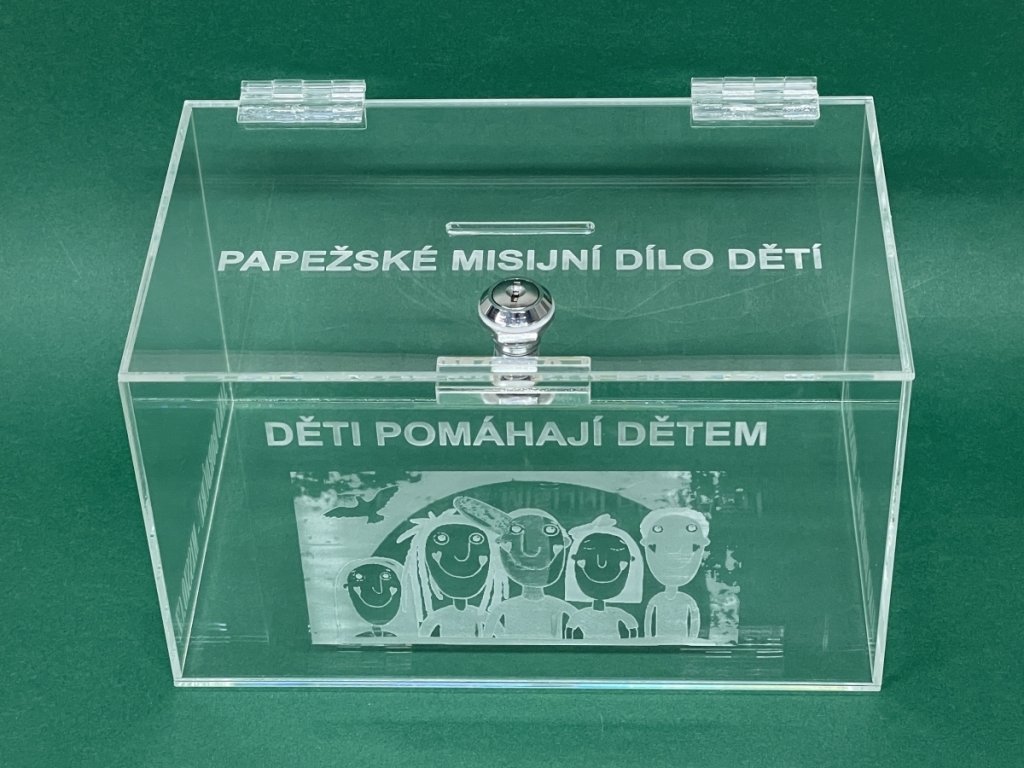 PAPEŽSKÉ MISIJNÍ DÍLO DĚTÍ
DĚTI POMÁHAJÍ DĚTEM